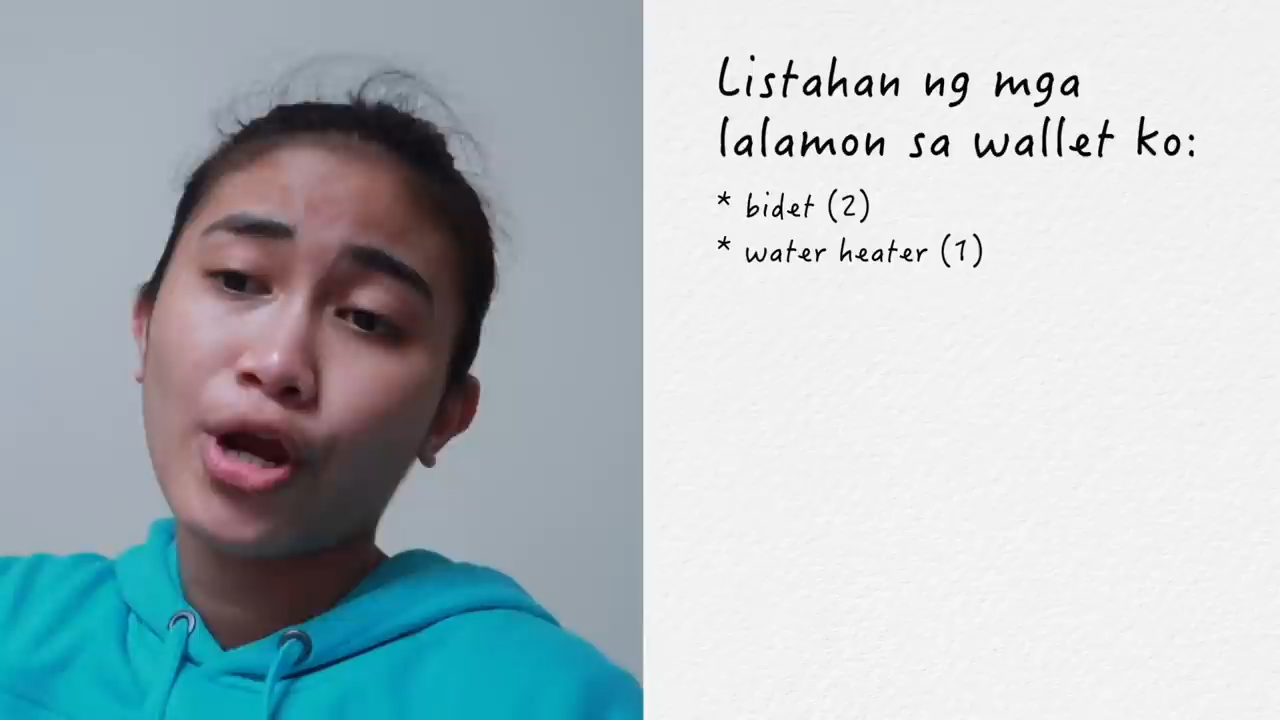 Listahan ng mga
lalamon sa wallet ko:
* bidet (2)
* water heater (1)